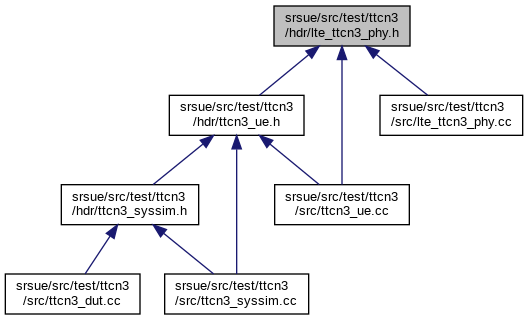 srsue/src/test/ttcn3
/hdr/lte_ttcn3_phy.h
srsue/src/test/ttcn3
/hdr/ttcn3_ue.h
srsue/src/test/ttcn3
/src/lte_ttcn3_phy.cc
srsue/src/test/ttcn3
/hdr/ttcn3_syssim.h
srsue/src/test/ttcn3
/src/ttcn3_ue.cc
srsue/src/test/ttcn3
/src/ttcn3_dut.cc
srsue/src/test/ttcn3
/src/ttcn3_syssim.cc